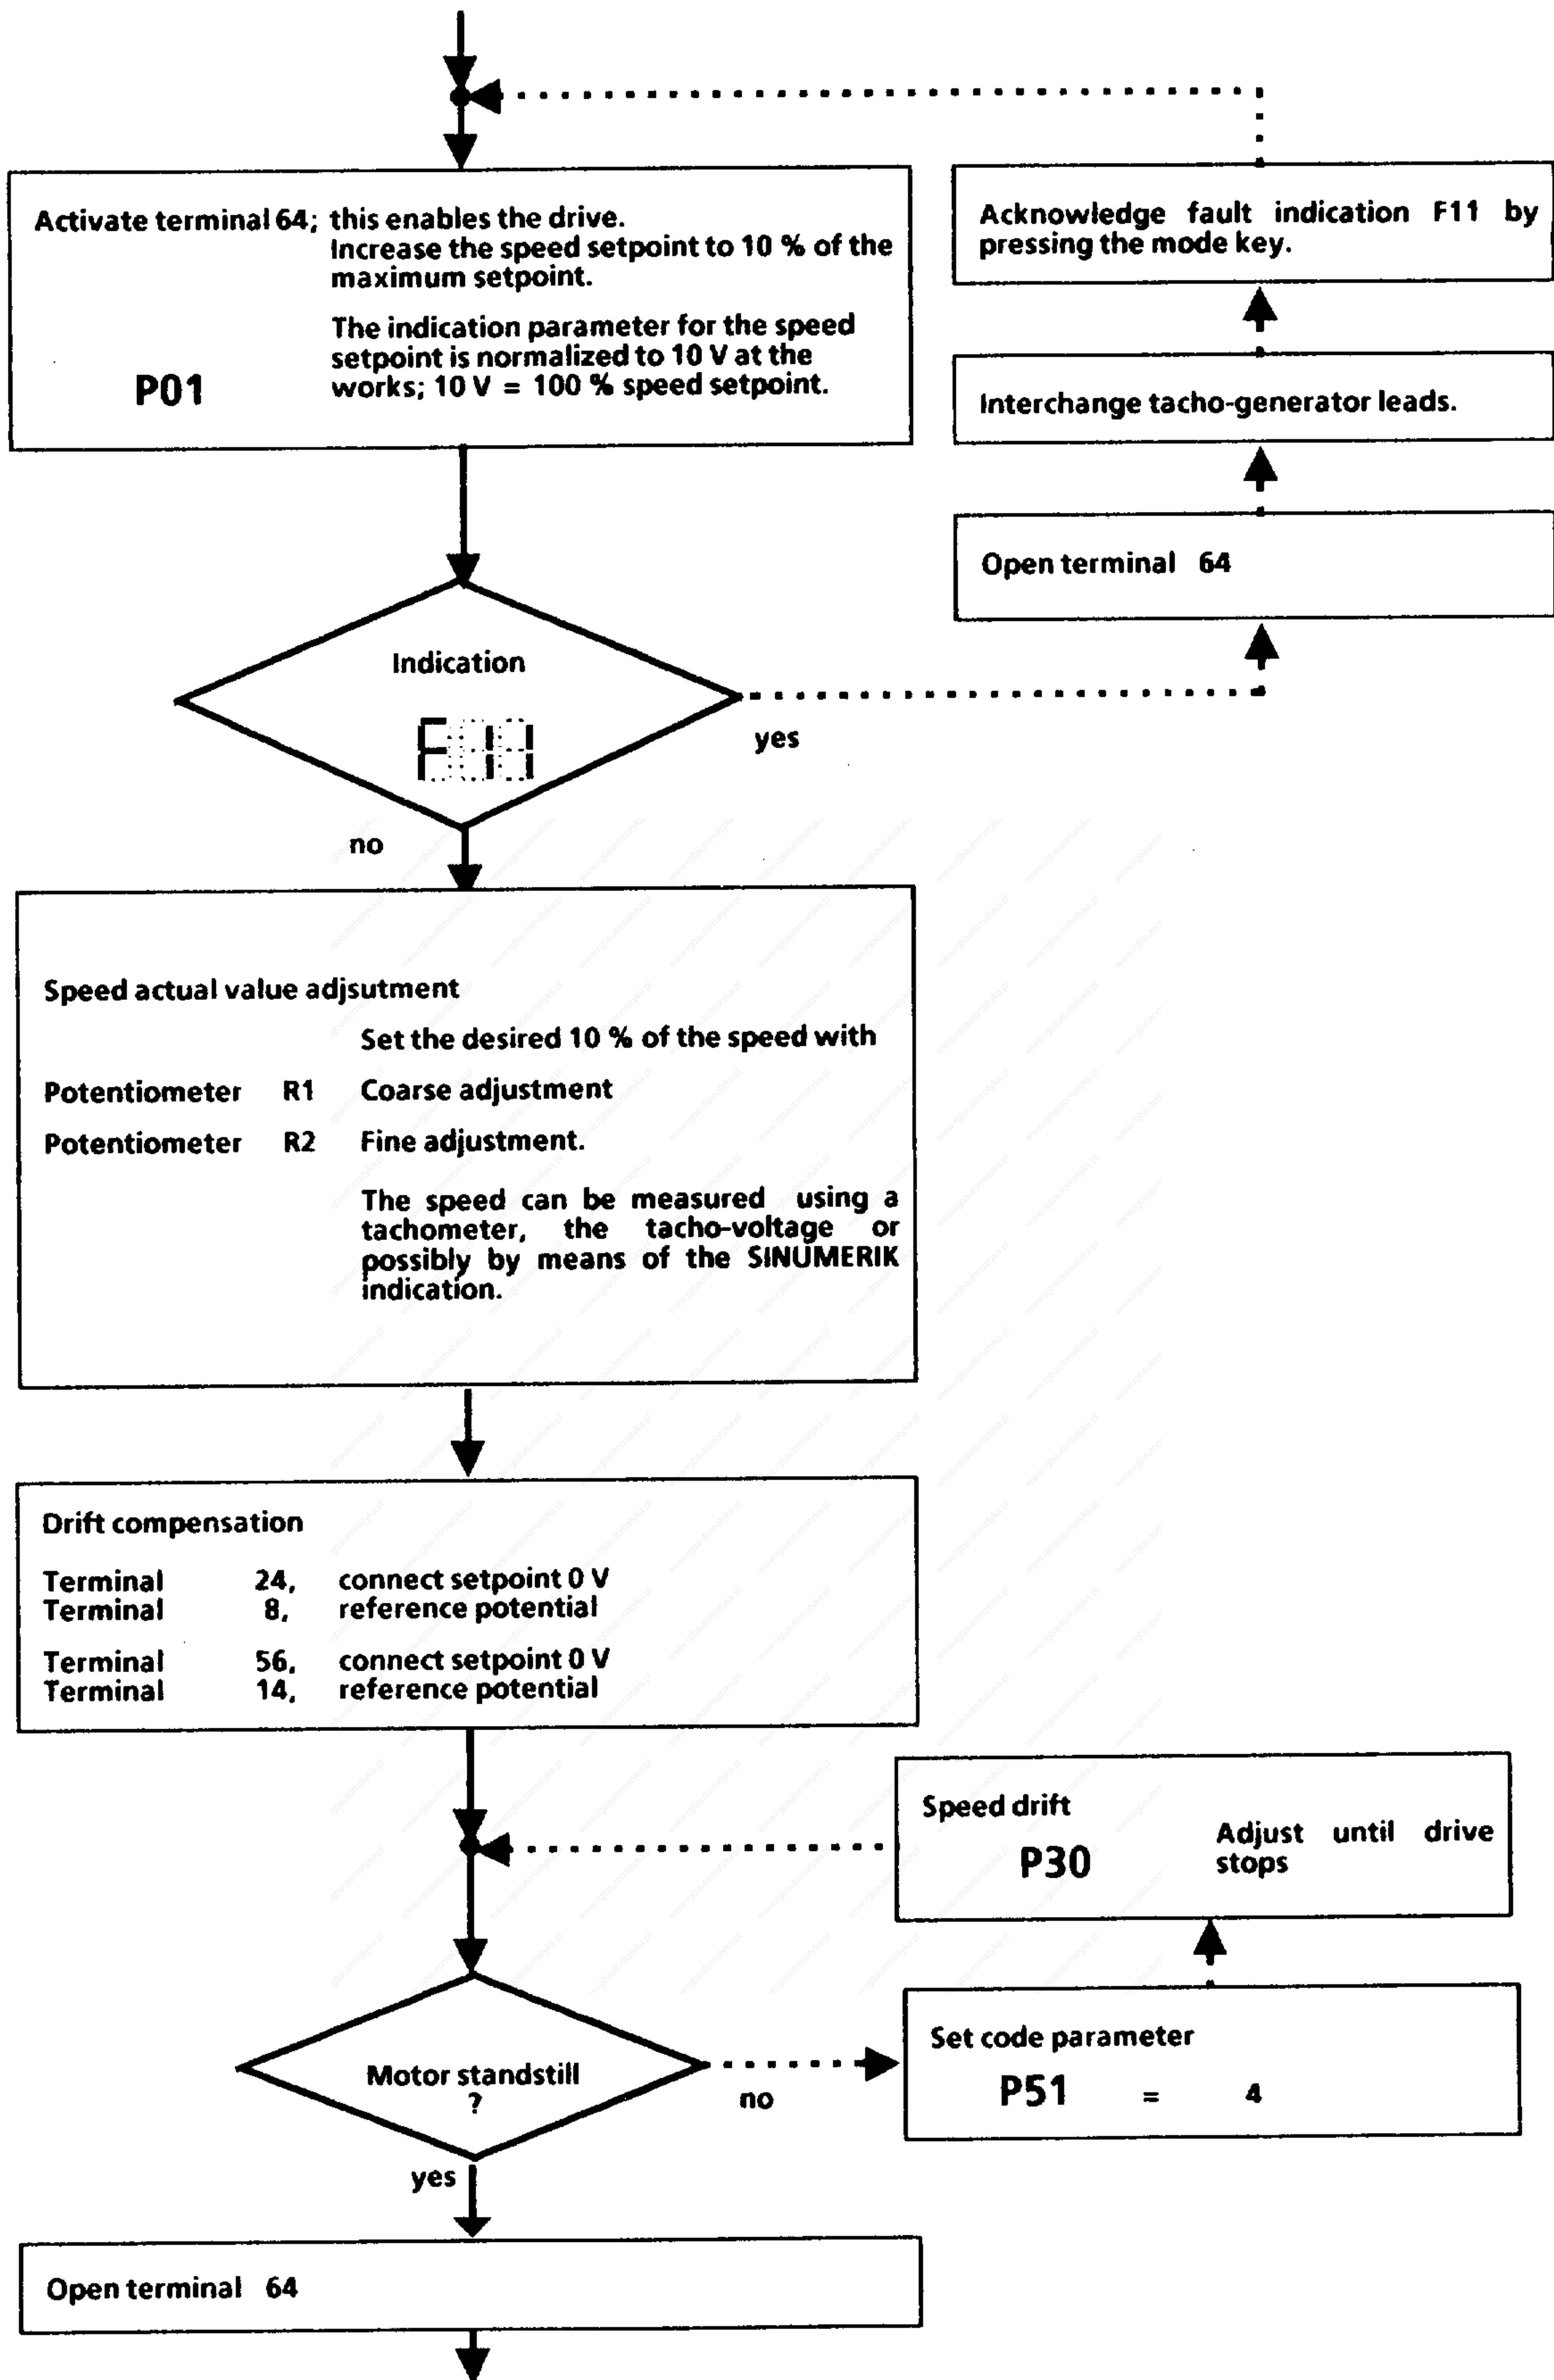 Activate terminal 64; this enables the drive.
Increase the speed setpoint to 10 % of the
maximum setpoint.
The indication parameter for the speed
setpoint is normalized to 10 V at the
P01 works; 10 V = 100 % speed setpoint.
Acknowledge fault indication F11 by
pressing the mode key.
Interchange tacho-generator leads.
Open terminal 64
Indication
F11
yes
no
Speed actual value adjsutment
Set the desired 10 % of the speed with
Potentiometer R1 Coarse adjustment
Potentiometer R2 Fine adjustment.
The speed can be measured using a
tachometer, the tacho-voltage or
possibly by means of the SINUMERIK
indication.
Drift compensation
Terminal 24, connect setpoint 0 V
Terminal 8, reference potential
Terminal 56, connect setpoint 0 V
Terminal 14, reference potential
Speed drift
P30 Adjust until drive
stops
Motor standstill
?
no
Set code parameter
P51 = 4
yes
Open terminal 64